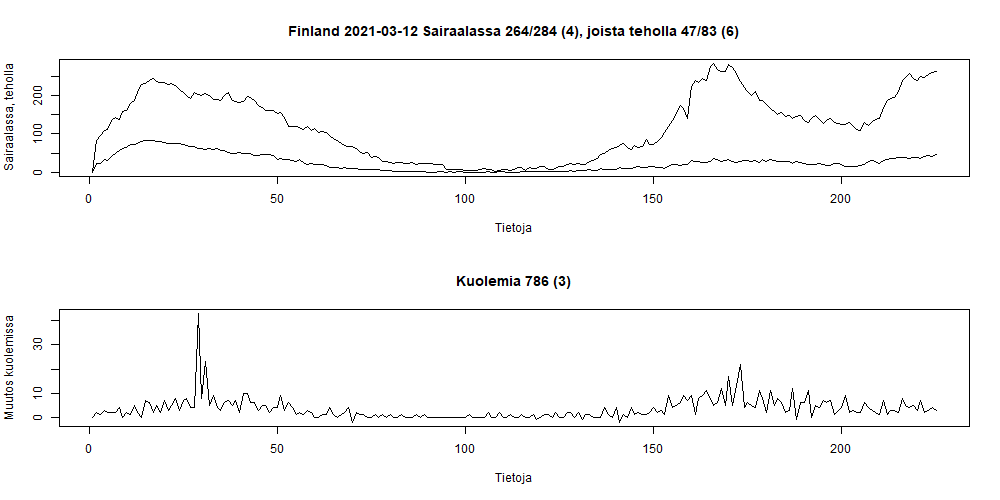 Finland 2021-03-12 Sairaalassa 264/284 (4), joista teholla 47/83 (6)
Sairaalassa, teholla
200
100
0
0 50 100 150 200
Tietoja
Kuolemia 786 (3)
Muutos kuolemissa
30
10
0
0 50 100 150 200
Tietoja